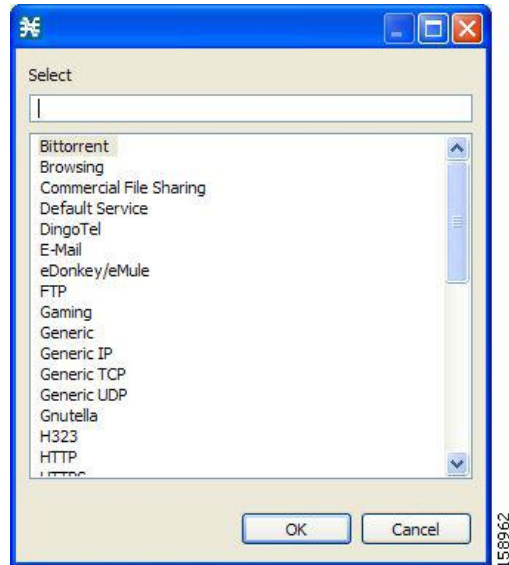 Select
Bittorrent
Browsing
Commercial File Sharing
Default Service
DingoTel
E-Mail
eDonkey/eMule
FTP
Gaming
Generic
Generic IP
Generic TCP
Generic UDP
Gnutella
H323
HTTP
HTTPS
OK
Cancel
158962